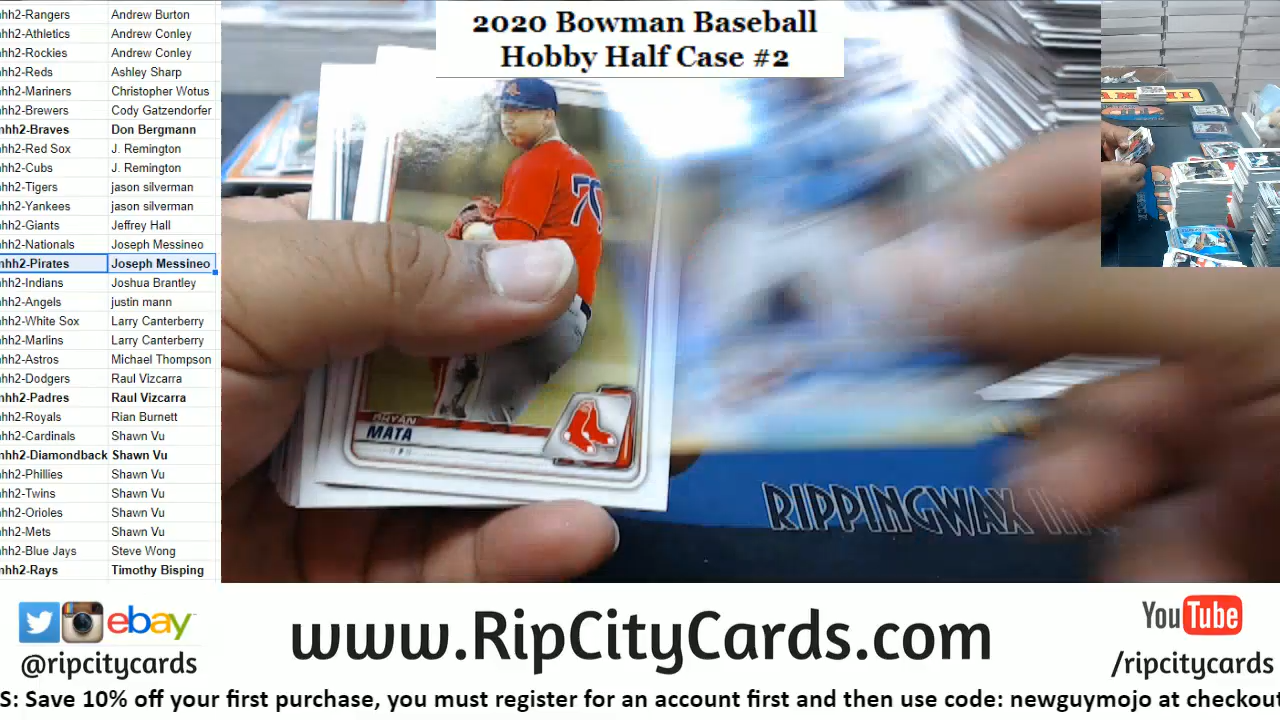 2020 Bowman Baseball
Hobby Half Case #2
hh2-Rangers Andrew Burton
hh2-Athletics Andrew Conley
hh2-Rockies Andrew Conley
hh2-Reds Ashley Sharp
hh2-Mariners Christopher Wotus
hh2-Brewers Cody Gatzendorfer
hh2-Braves Don Bergmann
hh2-Red Sox J. Remington
hh2-Cubs J. Remington
hh2-Tigers jason silverman
hh2-Yankees jason silverman
hh2-Giants Jeffrey Hall
hh2-Nationals Joseph Messineo
hh2-Pirates Joseph Messineo
hh2-Indians Joshua Brantley
hh2-Angels justin mann
hh2-White Sox Larry Canterberry
hh2-Marlins Larry Canterberry
hh2-Astros Michael Thompson
hh2-Dodgers Raul Vizcarra
hh2-Padres Raul Vizcarra
hh2-Royals Rian Burnett
hh2-Cardinals Shawn Vu
hh2-Diamondback Shawn Vu
hh2-Phillies Shawn Vu
hh2-Twins Shawn Vu
hh2-Orioles Shawn Vu
hh2-Mets Shawn Vu
hh2-Blue Jays Steve Wong
hh2-Rays Timothy Bisping
BRYAN
MATA
RIPPINGWAX
ebay
@ripcitycards
www.RipCityCards.com
YouTube
/ripcitycards
S: Save 10% off your first purchase, you must register for an account first and then use code: newguymojo at checkout